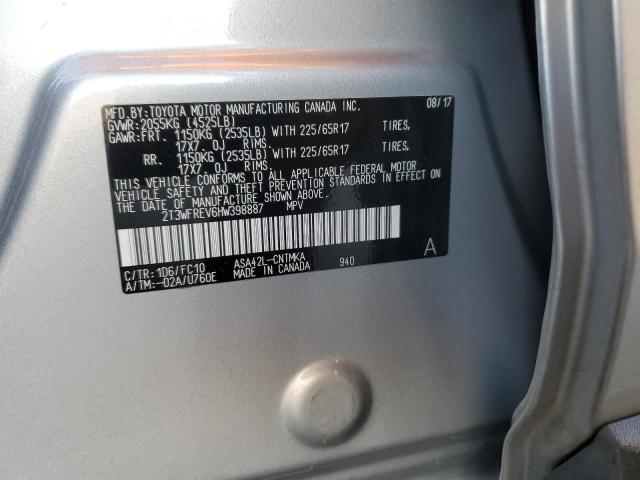 MFD.BY:TOYOTA MOTOR MANUFACTURING CANADA INC. 08/17
GVWR:2055KG (4525LB)
GAWR:FRT. 1150KG (2535LB) WITH 225/65R17 TIRES,
17X7. 0J RIMS.
RR. 1150KG (2535LB) WITH 225/65R17 TIRES,
17X7. 0J RIMS.
THIS VEHICLE CONFORMS TO ALL APPLICABLE FEDERAL MOTOR
VEHICLE SAFETY AND THEFT PREVENTION STANDARDS IN EFFECT
ON THE DATE OF MANUFACTURE SHOWN ABOVE.
2T3WFREV6HW398887 MPV
A
C/TR:1D6/FC10 ASA42L-CNTMKA 940
A/TM:-02A/U760E MADE IN CANADA